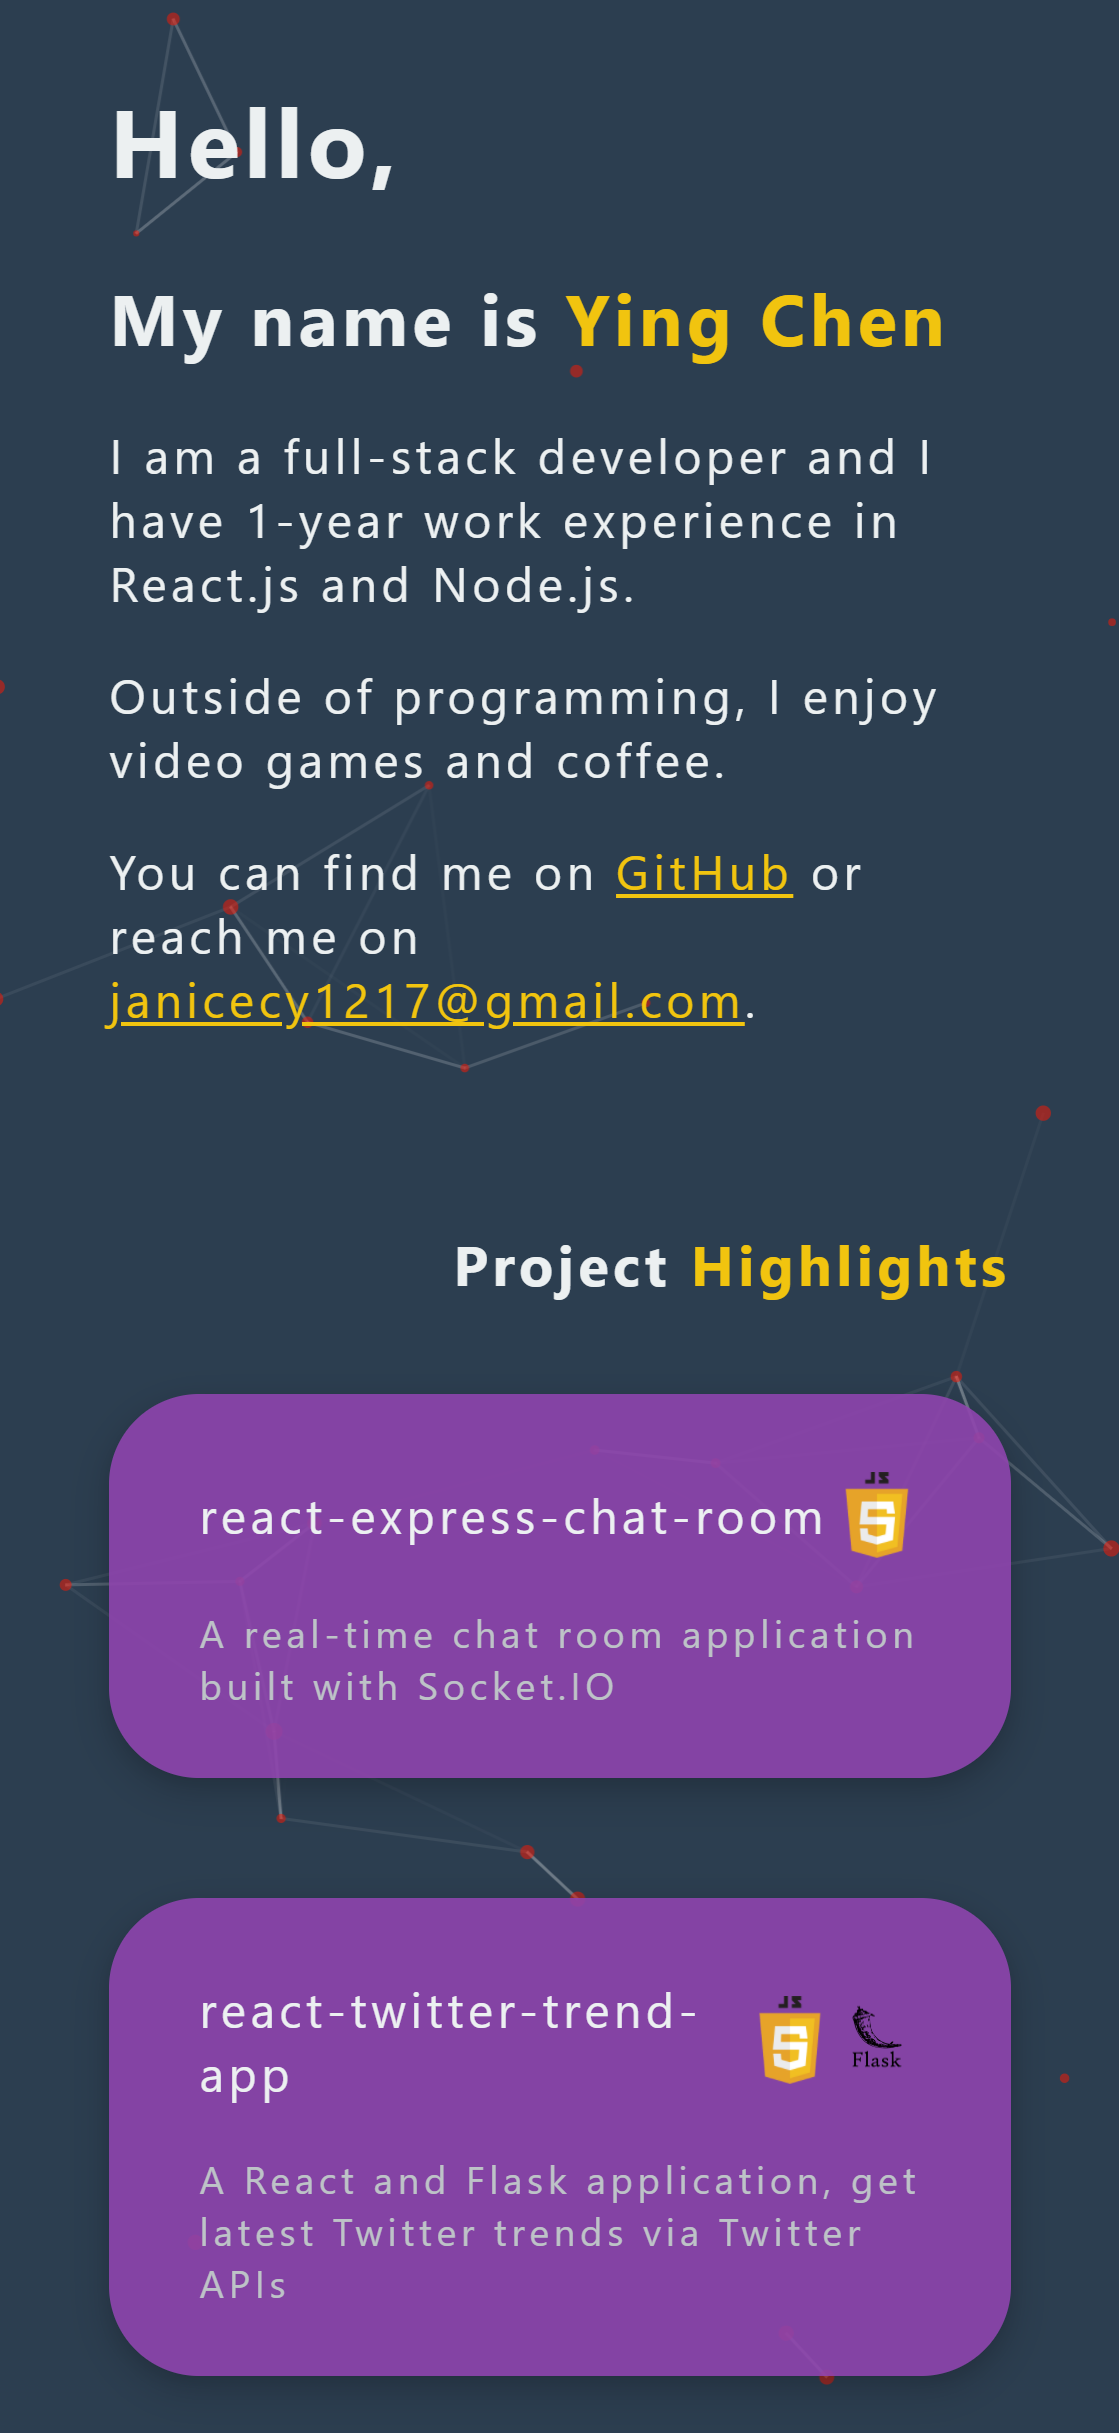 Hello,
My name is Ying Chen
I am a full-stack developer and I
have 1-year work experience in
React.js and Node.js.
Outside of programming, I enjoy
video games and coffee.
You can find me on GitHub or
reach me on
janicecy1217@gmail.com.
Project Highlights
JS
react-express-chat-room
A real-time chat room application
built with Socket.IO
JS
react-twitter-trend-
app
Flask
A React and Flask application, get
latest Twitter trends via Twitter
APIs